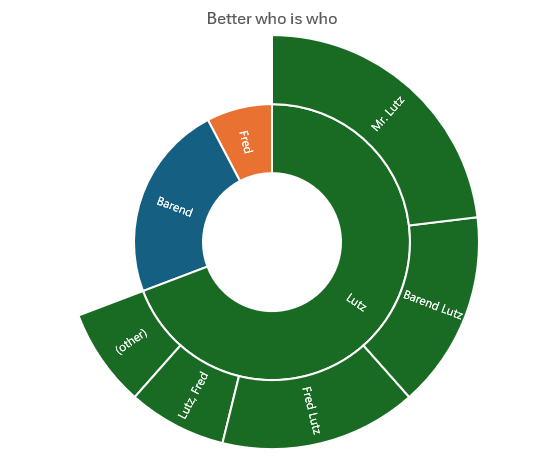 Better who is who
Mr. Lutz
Fred
Barend
Lutz
Barend Lutz
(other)
Lutz, Fred
Fred Lutz